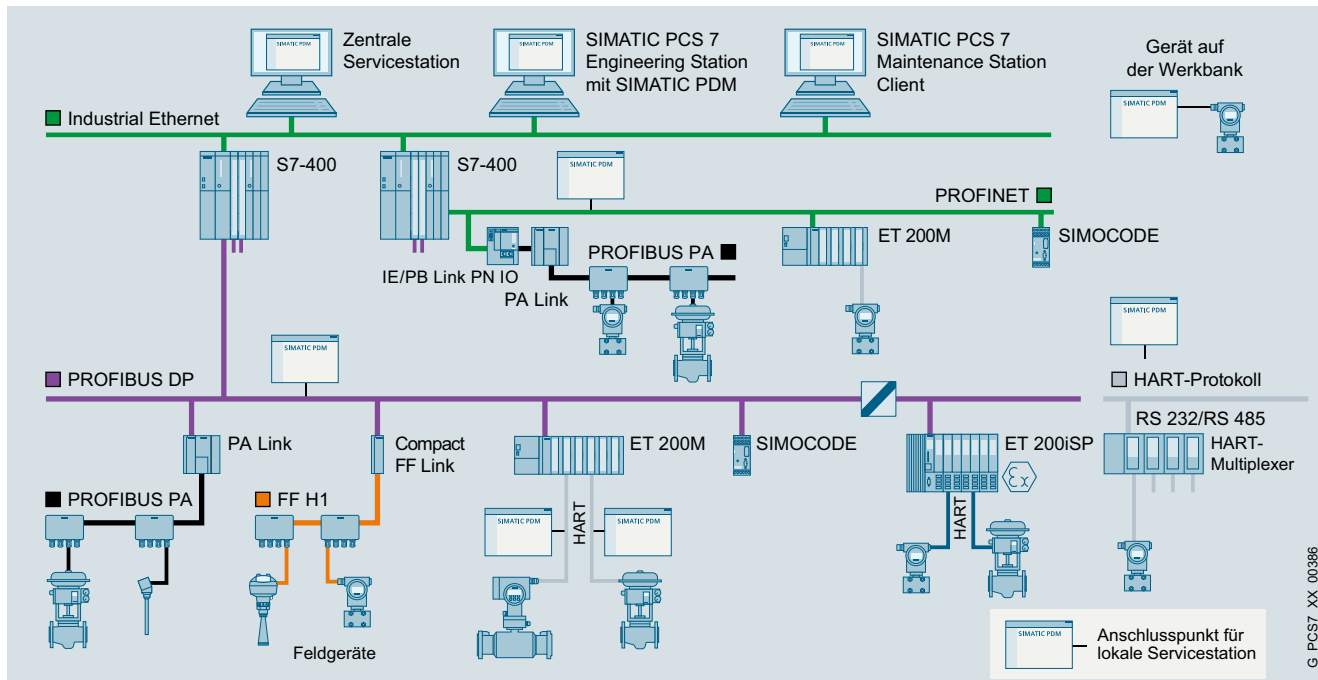 SIMATIC PDM
Zentrale
Servicestation
SIMATIC PDM
SIMATIC PCS 7
Engineering Station
mit SIMATIC PDM
SIMATIC PDM
SIMATIC PCS 7
Maintenance Station
Client
Gerät auf
der Werkbank
SIMATIC PDM
Industrial Ethernet
S7-400
S7-400
SIMATIC PDM
PROFINET
IE/PB Link PN IO
PA Link
PROFIBUS PA
ET 200M
SIMOCODE
SIMATIC PDM
SIMATIC PDM
PROFIBUS DP
HART-Protokoll
PA Link
Compact
FF Link
ET 200M
SIMOCODE
ET 200iSP
Ex
RS 232/RS 485
HART-
Multiplexer
PROFIBUS PA
FF H1
SIMATIC PDM
HART
SIMATIC PDM
HART
Feldgeräte
SIMATIC PDM
Anschlusspunkt für
lokale Servicestation
G_PCS7_XX_00386